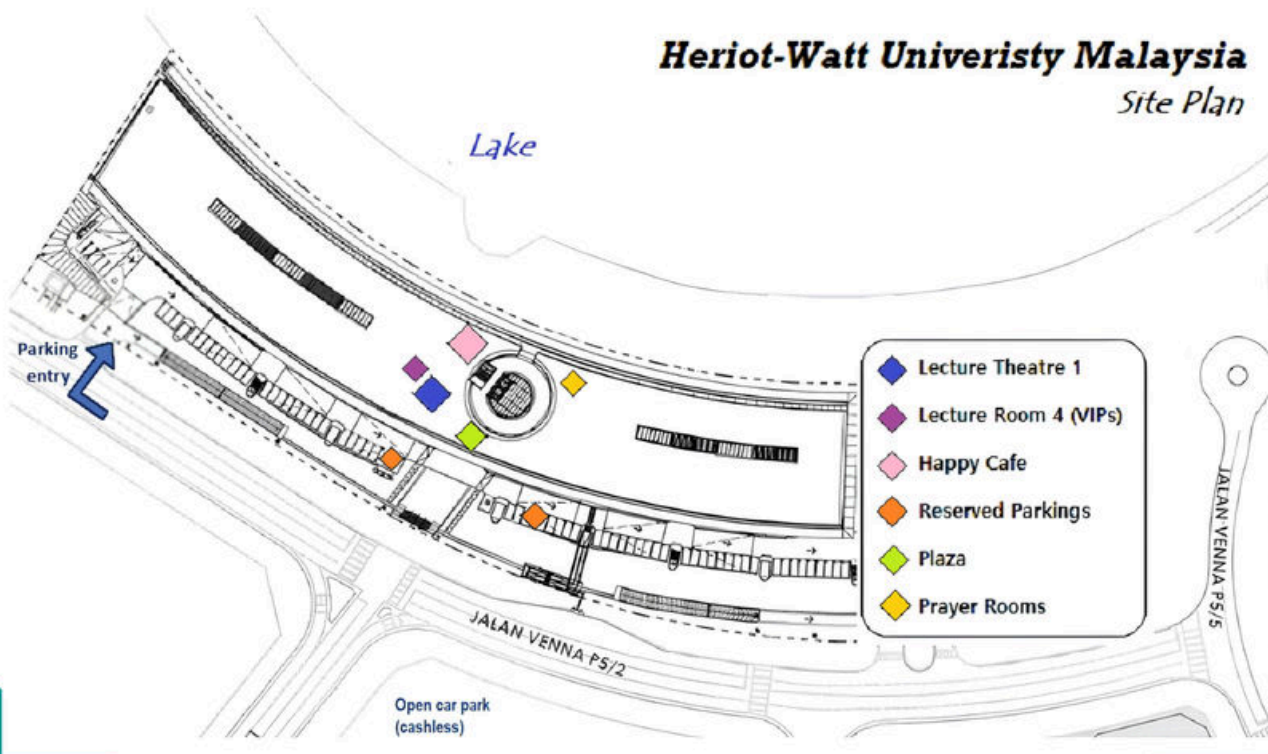 Heriot-Watt Univeristy Malaysia
Site Plan
Lake
Parking
entry
Lecture Theatre 1
Lecture Room 4 (VIPs)
Happy Cafe
Reserved Parkings
Plaza
Prayer Rooms
JALAN VENNA P5/5
JALAN VENNA P5/2
Open car park
(cashless)